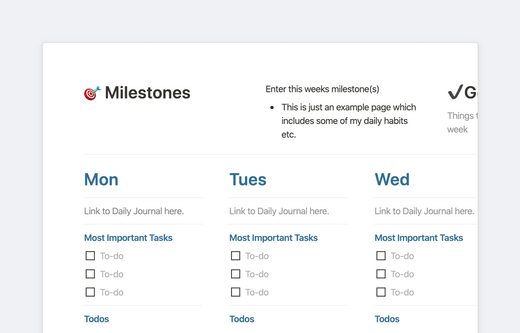 Milestones
Enter this weeks milestone(s)
• This is just an example page which
includes some of my daily habits
etc.
Things
week
Mon
Tues
Wed
Link to Daily Journal here.
Link to Daily Journal here.
Link to Daily Journal here.
Most Important Tasks
Most Important Tasks
Most Important Tasks
To-do
To-do
To-do
To-do
To-do
To-do
To-do
To-do
To-do
Todos
Todos
Todos